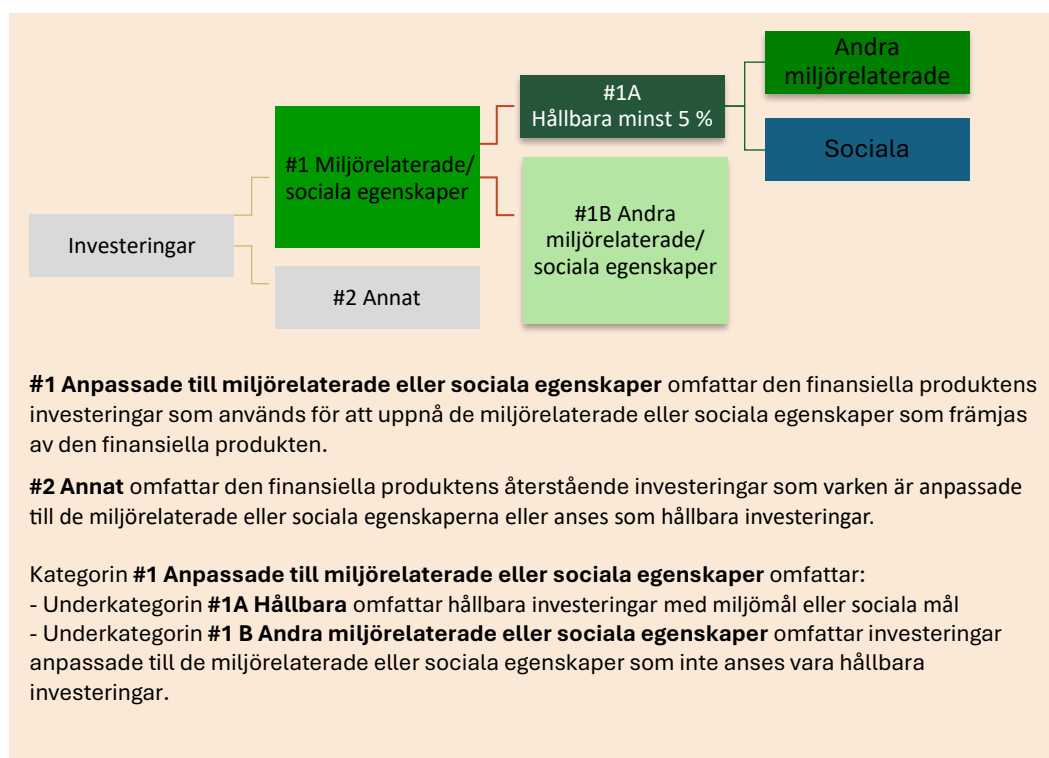 Andra
miljörelaterade
#1A
Hållbara minst 5 %
Sociala
#1 Miljörelaterade/
sociala egenskaper
#1B Andra
miljörelaterade/
sociala egenskaper
Investeringar
#2 Annat
#1 Anpassade till miljörelaterade eller sociala egenskaper omfattar den finansiella produktens
investeringar som används för att uppnå de miljörelaterade eller sociala egenskaper som främjas
av den finansiella produkten.
#2 Annat omfattar den finansiella produktens återstående investeringar som varken är anpassade
till de miljörelaterade eller sociala egenskaperna eller anses som hållbara investeringar.
Kategorin #1 Anpassade till miljörelaterade eller sociala egenskaper omfattar:
- Underkategorin #1A Hållbara omfattar hållbara investeringar med miljömål eller sociala mål
- Underkategorin #1 B Andra miljörelaterade eller sociala egenskaper omfattar investeringar
anpassade till de miljörelaterade eller sociala egenskaper som inte anses vara hållbara
investeringar.